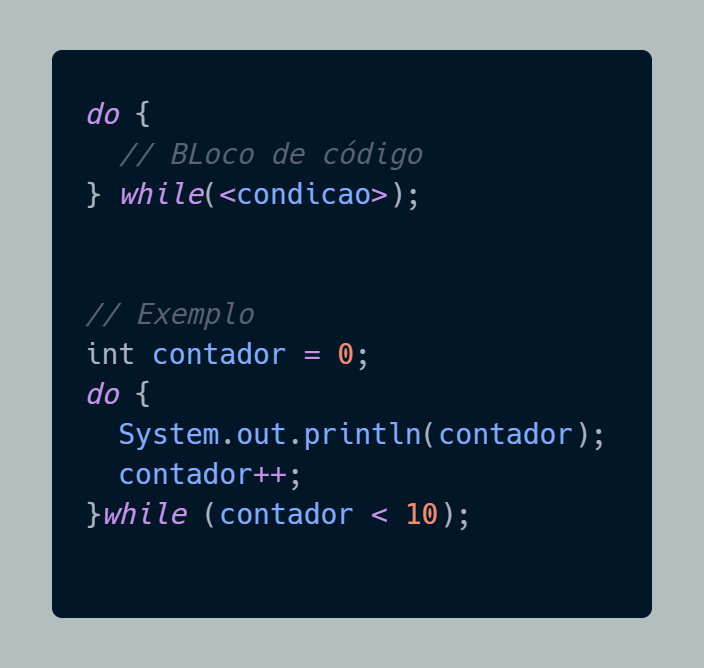 do {
  // BLoco de código
} while(<condicao>);
// Exemplo
int contador = 0;
do {
  System.out.println(contador);
  contador++;
}while (contador < 10);